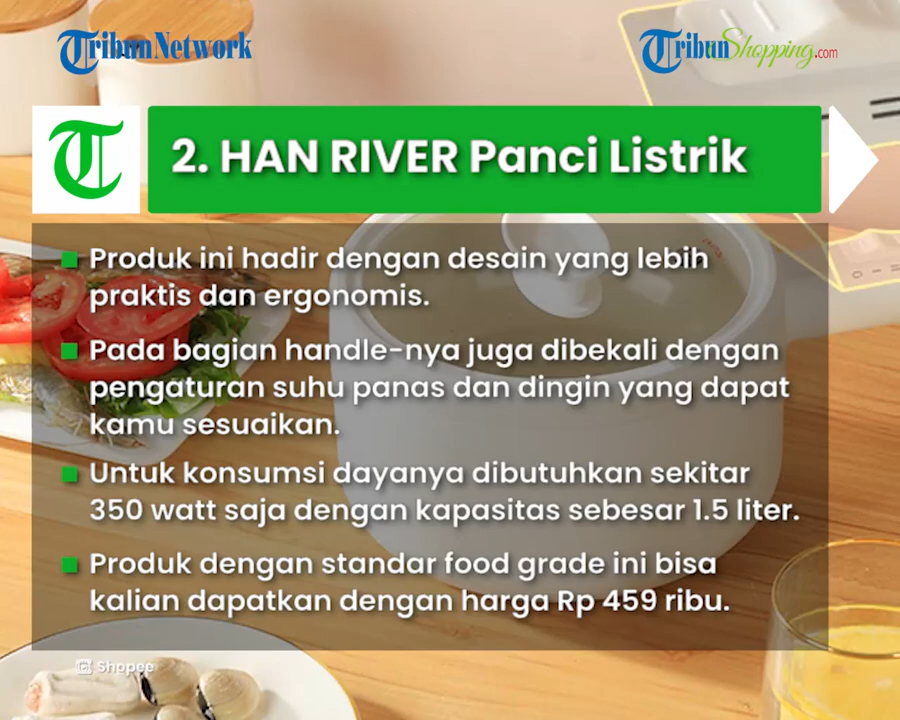 Tribun Network
TribunShopping.com
T
2. HAN RIVER Panci Listrik
Produk ini hadir dengan desain yang lebih
praktis dan ergonomis.
Pada bagian handle-nya juga dibekali dengan
pengaturan suhu panas dan dingin yang dapat
kamu sesuaikan.
Untuk konsumsi dayanya dibutuhkan sekitar
350 watt saja dengan kapasitas sebesar 1.5 liter.
Produk dengan standar food grade ini bisa
kalian dapatkan dengan harga Rp 459 ribu.
Shopee